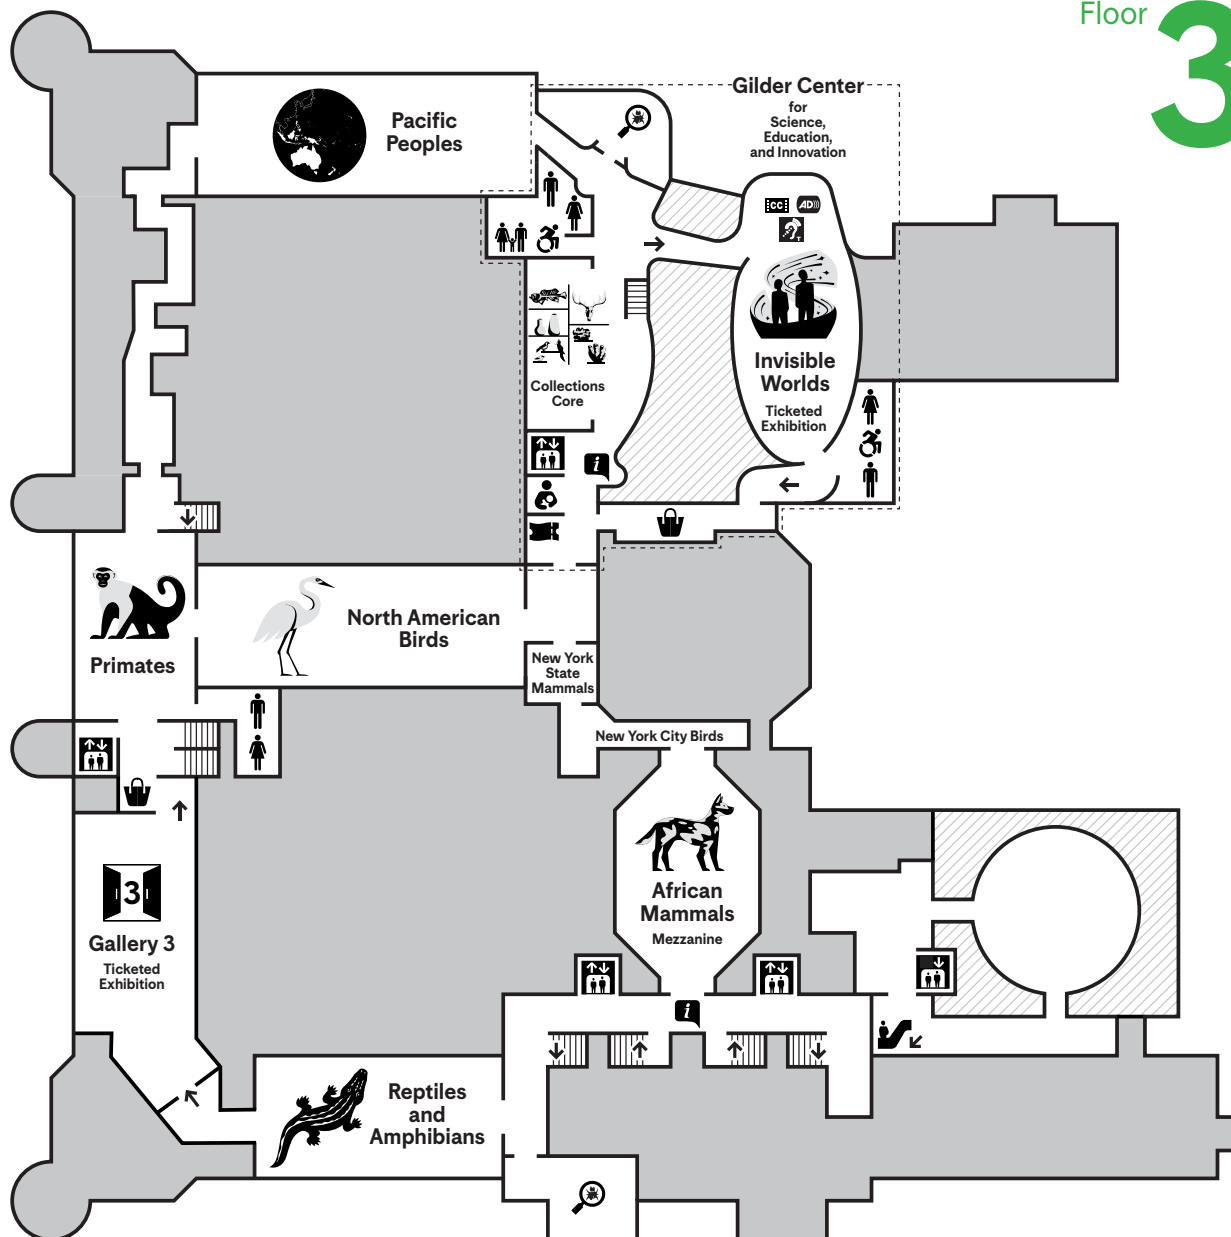 Floor
3
Gilder Center
for
Science,
Education,
and Innovation
Pacific
Peoples
CC
AD
Invisible
Worlds
Ticketed
Exhibition
Collections
Core
i
North American
Birds
Primates
New York
State
Mammals
New York City Birds
African
Mammals
Mezzanine
3
Gallery 3
Ticketed
Exhibition
i
Reptiles
and
Amphibians